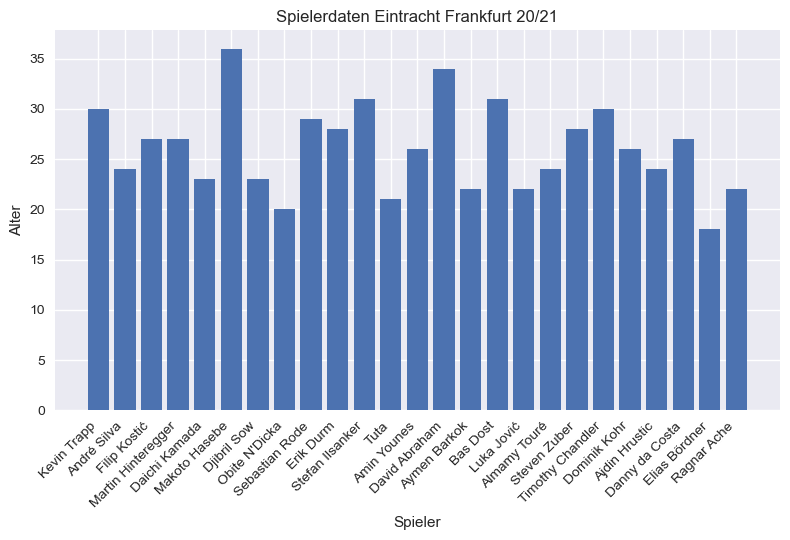 Spielerdaten Eintracht Frankfurt 20/21
35
30
25
20
15
10
5
0
Alter
Kevin Trapp
André Silva
Filip Kostić
Martin Hinteregger
Daichi Kamada
Makoto Hasebe
Djibril Sow
Obite N'Dicka
Sebastian Rode
Erik Durm
Stefan Ilsanker
Tuta
Amin Younes
David Abraham
Aymen Barkok
Bas Dost
Luka Jović
Almamy Touré
Steven Zuber
Timothy Chandler
Dominik Kohr
Ajdin Hrustic
Danny da Costa
Elias Bördner
Ragnar Ache
Spieler